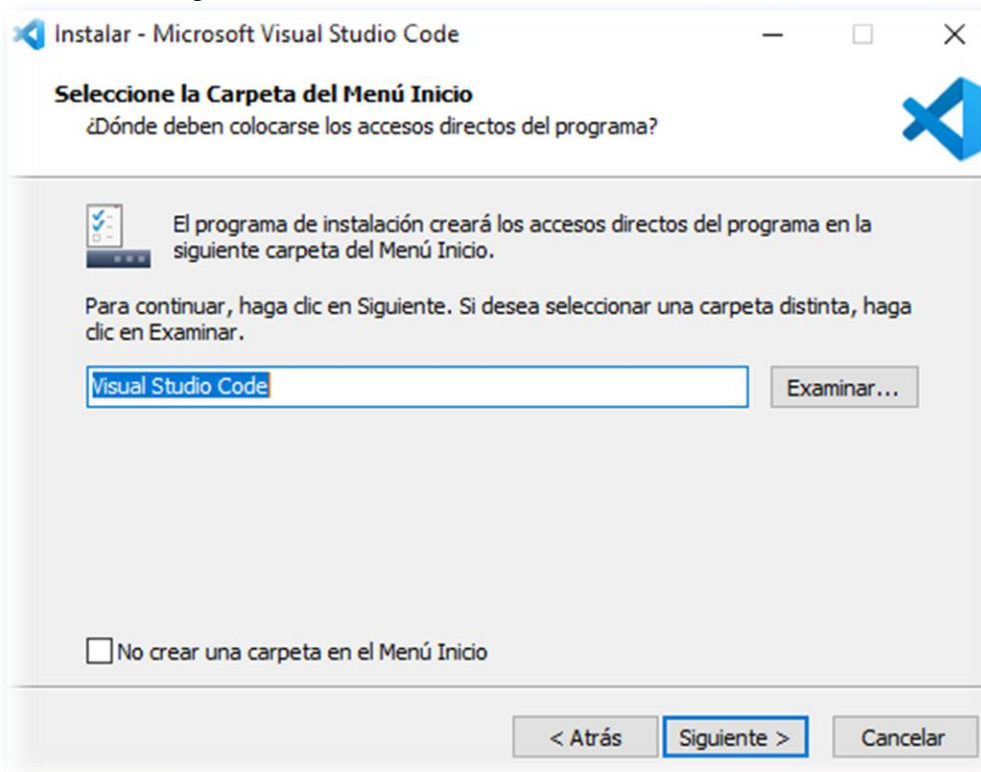 Instalar - Microsoft Visual Studio Code
Seleccione la Carpeta del Menú Inicio
¿Dónde deben colocarse los accesos directos del programa?
El programa de instalación creará los accesos directos del programa en la
siguiente carpeta del Menú Inicio.
Para continuar, haga clic en Siguiente. Si desea seleccionar una carpeta distinta, haga
clic en Examinar.
Visual Studio Code
Examinar...
No crear una carpeta en el Menú Inicio
< Atrás
Siguiente >
Cancelar